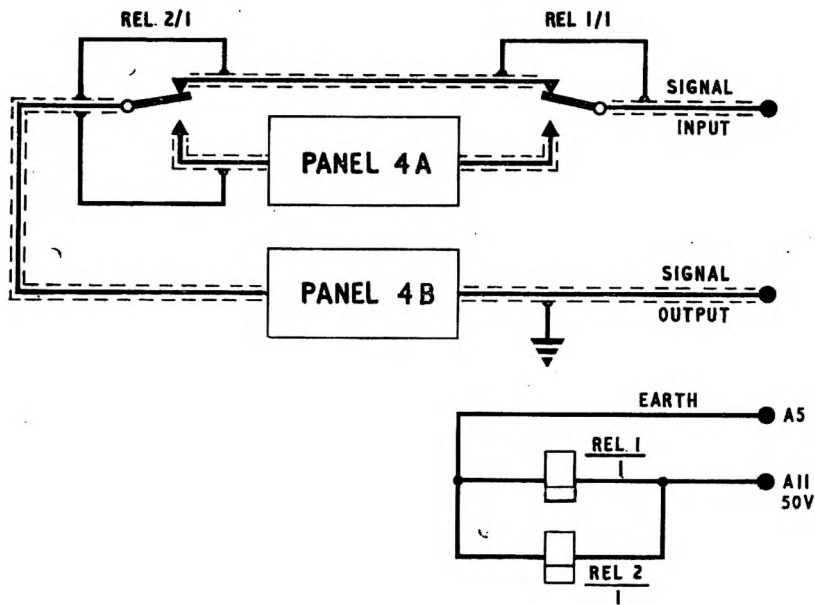 REL. 2/1
REL 1/1
SIGNAL
INPUT
PANEL 4A
SIGNAL
PANEL 4B
OUTPUT
EARTH
A5
REL. 1
1
A11
50V
REL 2
1